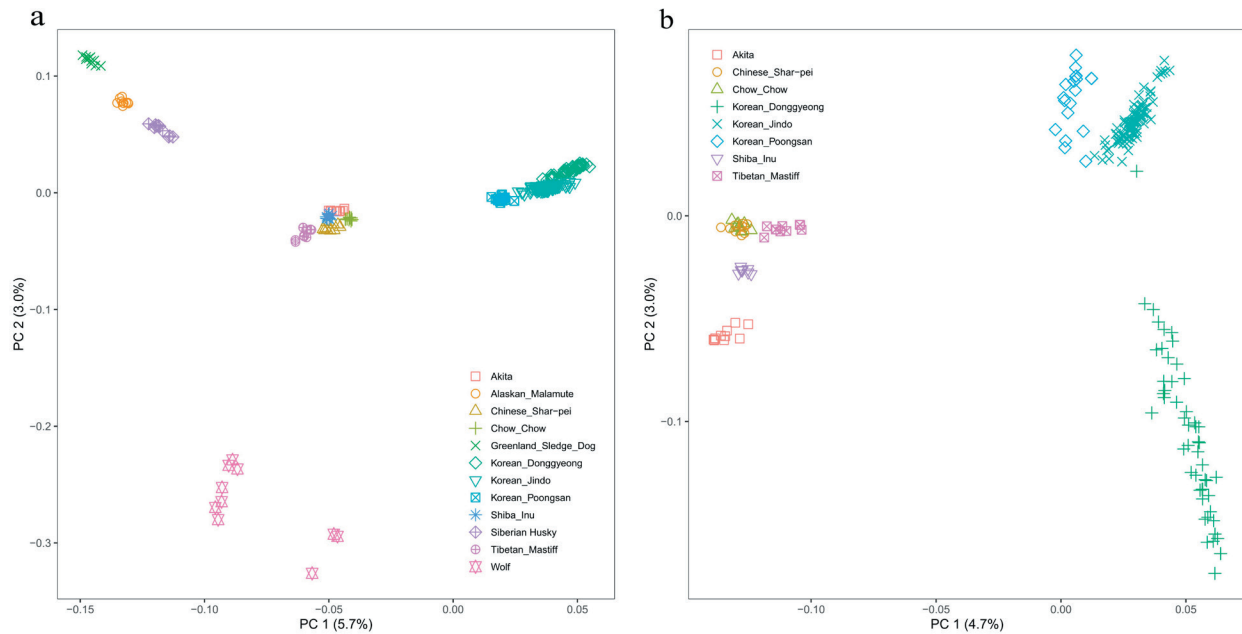 a
0.1
0.0
−0.1
−0.2
−0.3
PC 2 (3.0%)
Akita
Alaskan_Malamute
Chinese_Shar-pei
Chow_Chow
Greenland_Sledge_Dog
Korean_Donggyeong
Korean_Jindo
Korean_Poongsan
Shiba_Inu
Siberian Husky
Tibetan_Mastiff
Wolf
−0.15
−0.10
−0.05
0.00
0.05
PC 1 (5.7%)
b
Akita
Chinese_Shar-pei
Chow_Chow
Korean_Donggyeong
Korean_Jindo
Korean_Poongsan
Shiba_Inu
Tibetan_Mastiff
0.0
−0.1
PC 2 (3.0%)
−0.10
−0.05
0.00
0.05
PC 1 (4.7%)